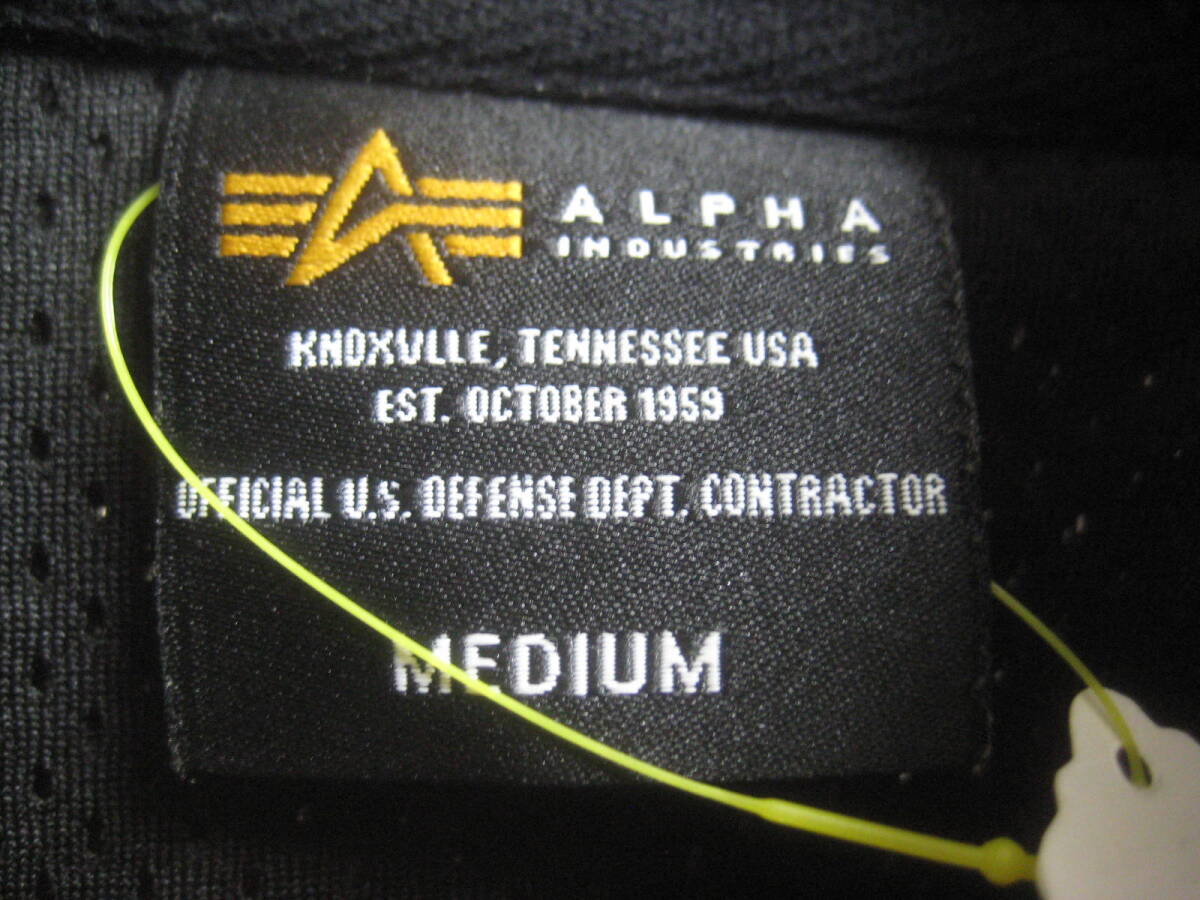 ALPHA
INDUSTRIES
KNOXVLLE, TENNESSEE USA
EST. OCTOBER 1959
OFFICIAL U.S. DEFENSE DEPT. CONTRACTOR
MEDIUM